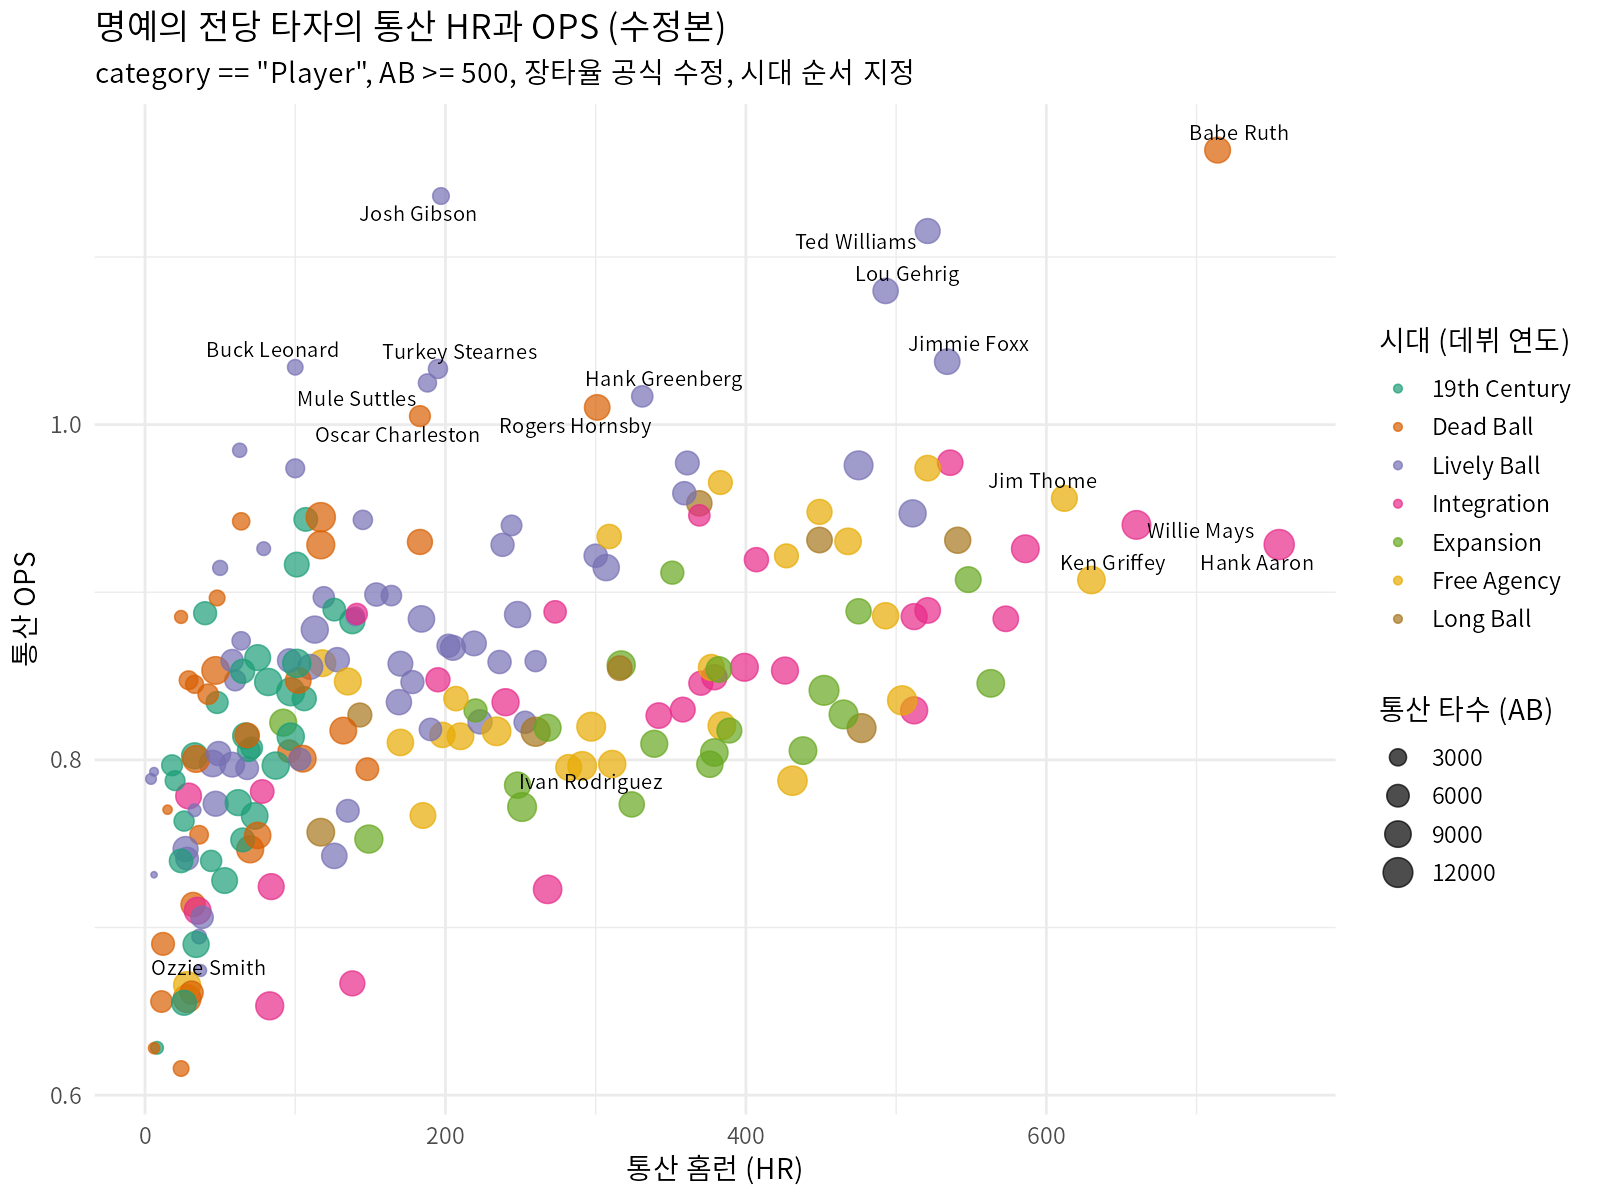 명예의 전당 타자의 통산 HR과 OPS (수정본)
category == "Player", AB >= 500, 장타율 공식 수정, 시대 순서 지정
Babe Ruth
Josh Gibson
Ted Williams
Lou Gehrig
Jimmie Foxx
Buck Leonard
Turkey Stearnes
Hank Greenberg
Mule Suttles
Oscar Charleston
Rogers Hornsby
Jim Thome
Willie Mays
Ken Griffey
Hank Aaron
Ivan Rodriguez
Ozzie Smith
통산 OPS
1.0
0.8
0.6
0
200
400
600
통산 홈런 (HR)
시대 (데뷔 연도)
19th Century
Dead Ball
Lively Ball
Integration
Expansion
Free Agency
Long Ball
통산 타수 (AB)
3000
6000
9000
12000